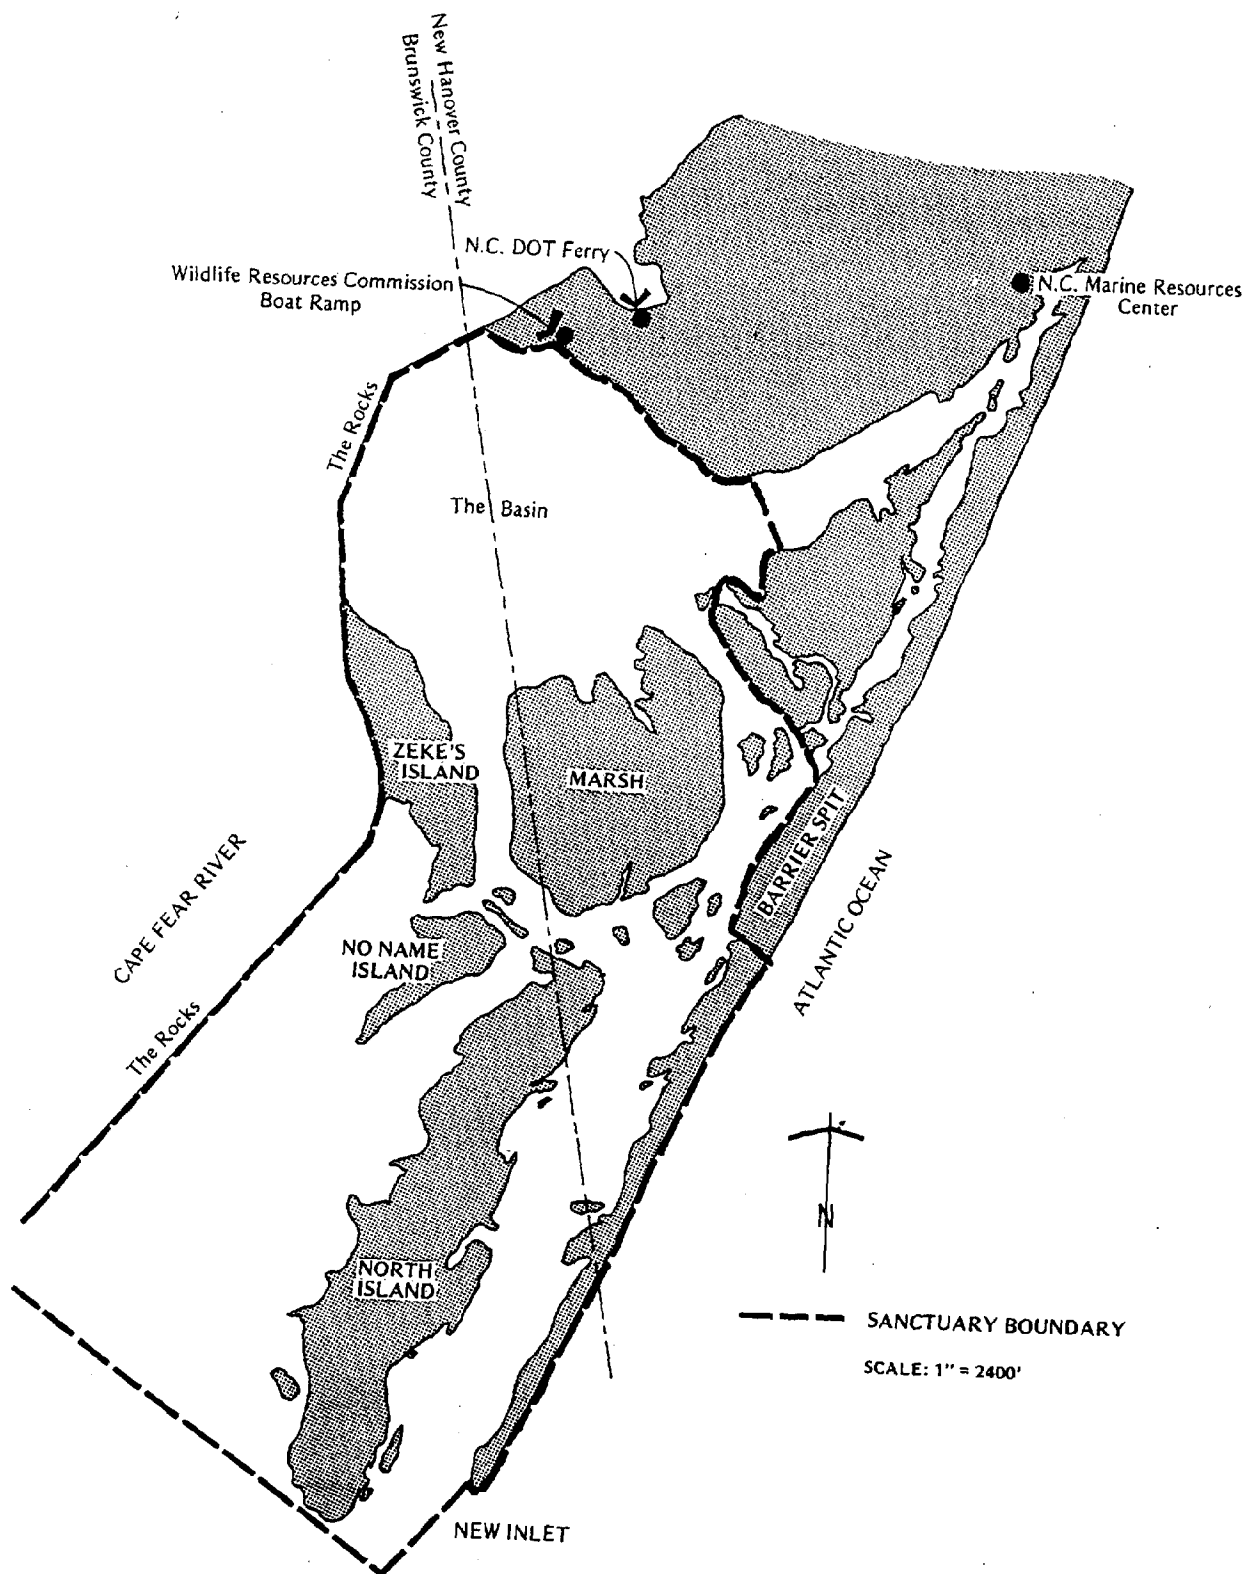 New Hanover County
Brunswick County
N.C. DOT Ferry
Wildlife Resources Commission
Boat Ramp
N.C. Marine Resources
Center
The Rocks
The Basin
ZEKE'S
ISLAND
MARSH
BARRIER SPIT
CAPE FEAR RIVER
ATLANTIC OCEAN
NO NAME
ISLAND
The Rocks
N
NORTH
ISLAND
SANCTUARY BOUNDARY
SCALE: 1" = 2400'
NEW INLET